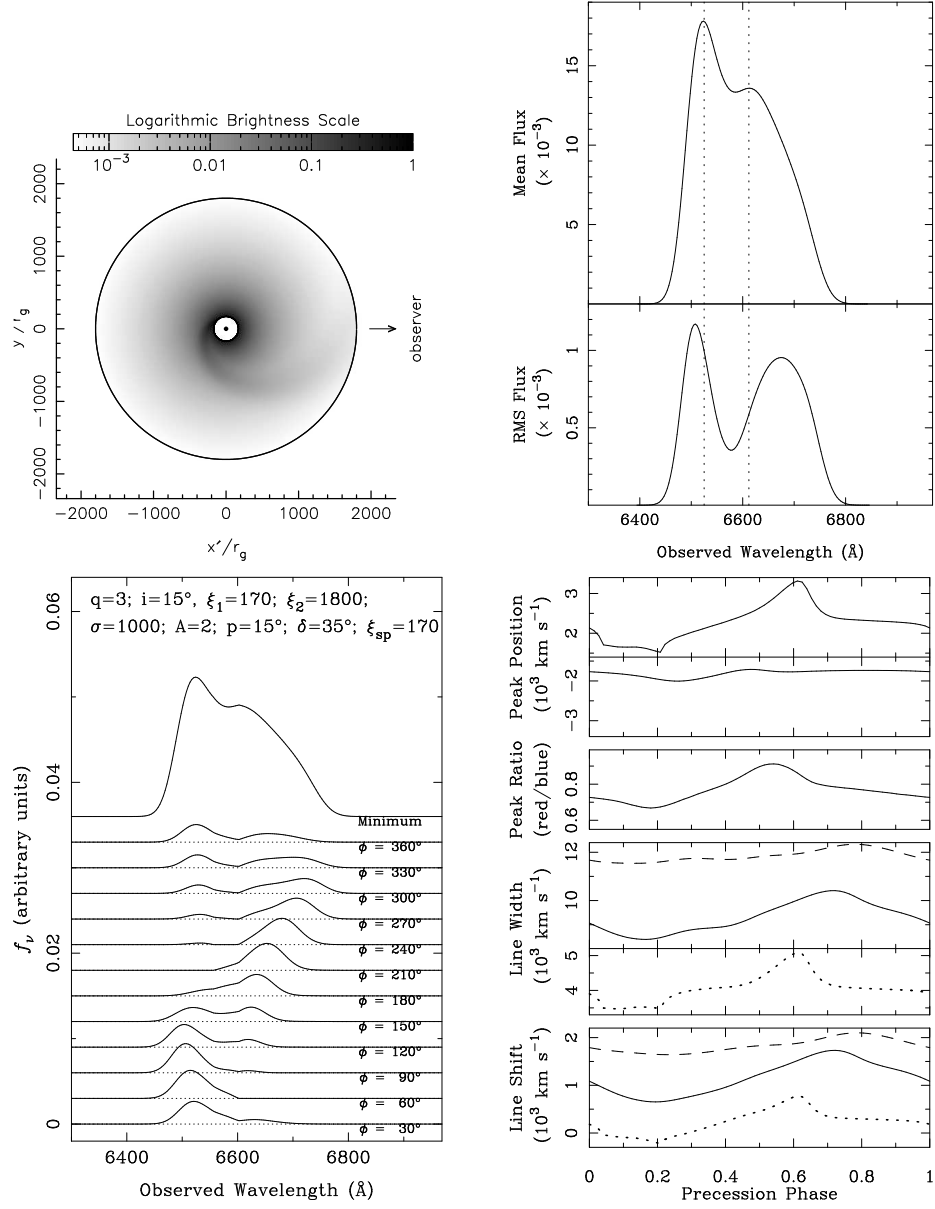 Logarithmic Brightness Scale
10⁻³ 0.01 0.1 1
2000
1000
0
−1000
−2000
y'/r_g
−2000 −1000 0 1000 2000
x'/r_g
observer
Mean Flux
(× 10⁻³)
15
10
5
RMS Flux
(× 10⁻³)
1
0.5
6400 6600 6800
Observed Wavelength (Å)
q=3; i=15°, ξ₁=170; ξ₂=1800;
σ=1000; A=2; p=15°; δ=35°; ξ_sp=170
f_ν (arbitrary units)
0.06
0.04
0.02
0
Minimum
ϕ = 360°
ϕ = 330°
ϕ = 300°
ϕ = 270°
ϕ = 240°
ϕ = 210°
ϕ = 180°
ϕ = 150°
ϕ = 120°
ϕ = 90°
ϕ = 60°
ϕ = 30°
6400 6600 6800
Observed Wavelength (Å)
Peak Position
(10³ km s⁻¹)
3
2
−2
−3
Peak Ratio
(red/blue)
0.8
0.6
Line Width
(10³ km s⁻¹)
12
10
5
4
Line Shift
(10³ km s⁻¹)
2
1
0
0 0.2 0.4 0.6 0.8 1
Precession Phase